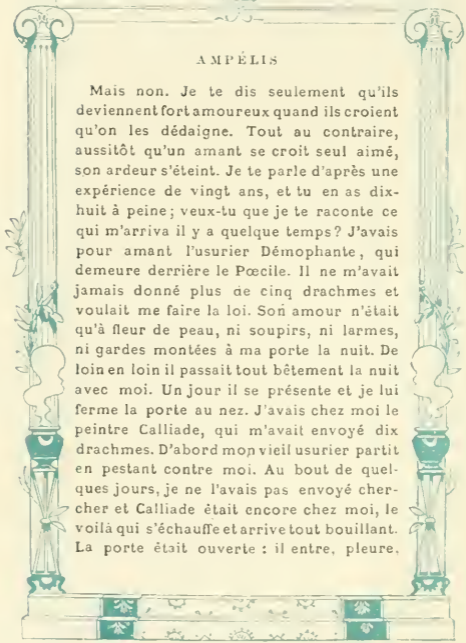 AMPÉLIS
Mais non. Je te dis seulement qu'ils
deviennent fort amoureux quand ils croient
qu'on les dédaigne. Tout au contraire,
aussitôt qu'un amant se croit seul aimé,
son ardeur s'éteint. Je te parle d'après une
expérience de vingt ans, et tu en as dix-
huit à peine; veux-tu que je te raconte ce
qui m'arriva il y a quelque temps? J'avais
pour amant l'usurier Démophante, qui
demeure derrière le Pœcile. Il ne m'avait
jamais donné plus de cinq drachmes et
voulait me faire la loi. Son amour n'était
qu'à fleur de peau, ni soupirs, ni larmes,
ni gardes montées à ma porte la nuit. De
loin en loin il passait tout bêtement la nuit
avec moi. Un jour il se présente et je lui
ferme la porte au nez. J'avais chez moi le
peintre Calliade, qui m'avait envoyé dix
drachmes. D'abord mon vieil usurier partit
en pestant contre moi. Au bout de quel-
ques jours, je ne l'avais pas envoyé cher-
cher et Calliade était encore chez moi, le
voilà qui s'échauffe et arrive tout bouillant.
La porte était ouverte : il entre, pleure,